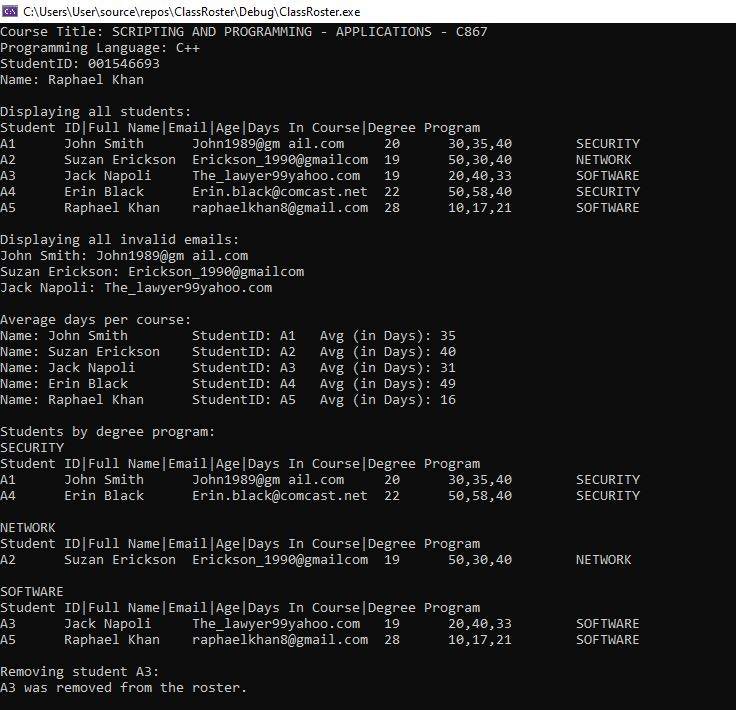 C:\Users\User\source\repos\ClassRoster\Debug\ClassRoster.exe
Course Title: SCRIPTING AND PROGRAMMING - APPLICATIONS - C867
Programming Language: C++
StudentID: 001546693
Name: Raphael Khan
Displaying all students:
Student ID|Full Name|Email|Age|Days In Course|Degree Program
A1 John Smith John1989@gm ail.com 20 30,35,40 SECURITY
A2 Suzan Erickson Erickson_1990@gmailcom 19 50,30,40 NETWORK
A3 Jack Napoli The_lawyer99yahoo.com 19 20,40,33 SOFTWARE
A4 Erin Black Erin.black@comcast.net 22 50,58,40 SECURITY
A5 Raphael Khan raphaelkhan8@gmail.com 28 10,17,21 SOFTWARE
Displaying all invalid emails:
John Smith: John1989@gm ail.com
Suzan Erickson: Erickson_1990@gmailcom
Jack Napoli: The_lawyer99yahoo.com
Average days per course:
Name: John Smith StudentID: A1 Avg (in Days): 35
Name: Suzan Erickson StudentID: A2 Avg (in Days): 40
Name: Jack Napoli StudentID: A3 Avg (in Days): 31
Name: Erin Black StudentID: A4 Avg (in Days): 49
Name: Raphael Khan StudentID: A5 Avg (in Days): 16
Students by degree program:
SECURITY
Student ID|Full Name|Email|Age|Days In Course|Degree Program
A1 John Smith John1989@gm ail.com 20 30,35,40 SECURITY
A4 Erin Black Erin.black@comcast.net 22 50,58,40 SECURITY
NETWORK
Student ID|Full Name|Email|Age|Days In Course|Degree Program
A2 Suzan Erickson Erickson_1990@gmailcom 19 50,30,40 NETWORK
SOFTWARE
Student ID|Full Name|Email|Age|Days In Course|Degree Program
A3 Jack Napoli The_lawyer99yahoo.com 19 20,40,33 SOFTWARE
A5 Raphael Khan raphaelkhan8@gmail.com 28 10,17,21 SOFTWARE
Removing student A3:
A3 was removed from the roster.